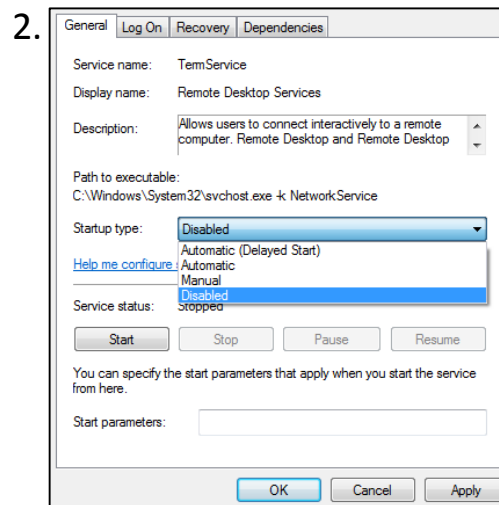 2.
General Log On Recovery Dependencies
Service name: TermService
Display name: Remote Desktop Services
Description: Allows users to connect interactively to a remote
computer. Remote Desktop and Remote Desktop
Path to executable:
C:\Windows\System32\svchost.exe -k NetworkService
Startup type: Disabled
Automatic (Delayed Start)
Help me configure Automatic
Manual
Disabled
Service status: Stopped
Start Stop Pause Resume
You can specify the start parameters that apply when you start the service
from here.
Start parameters:
OK Cancel Apply